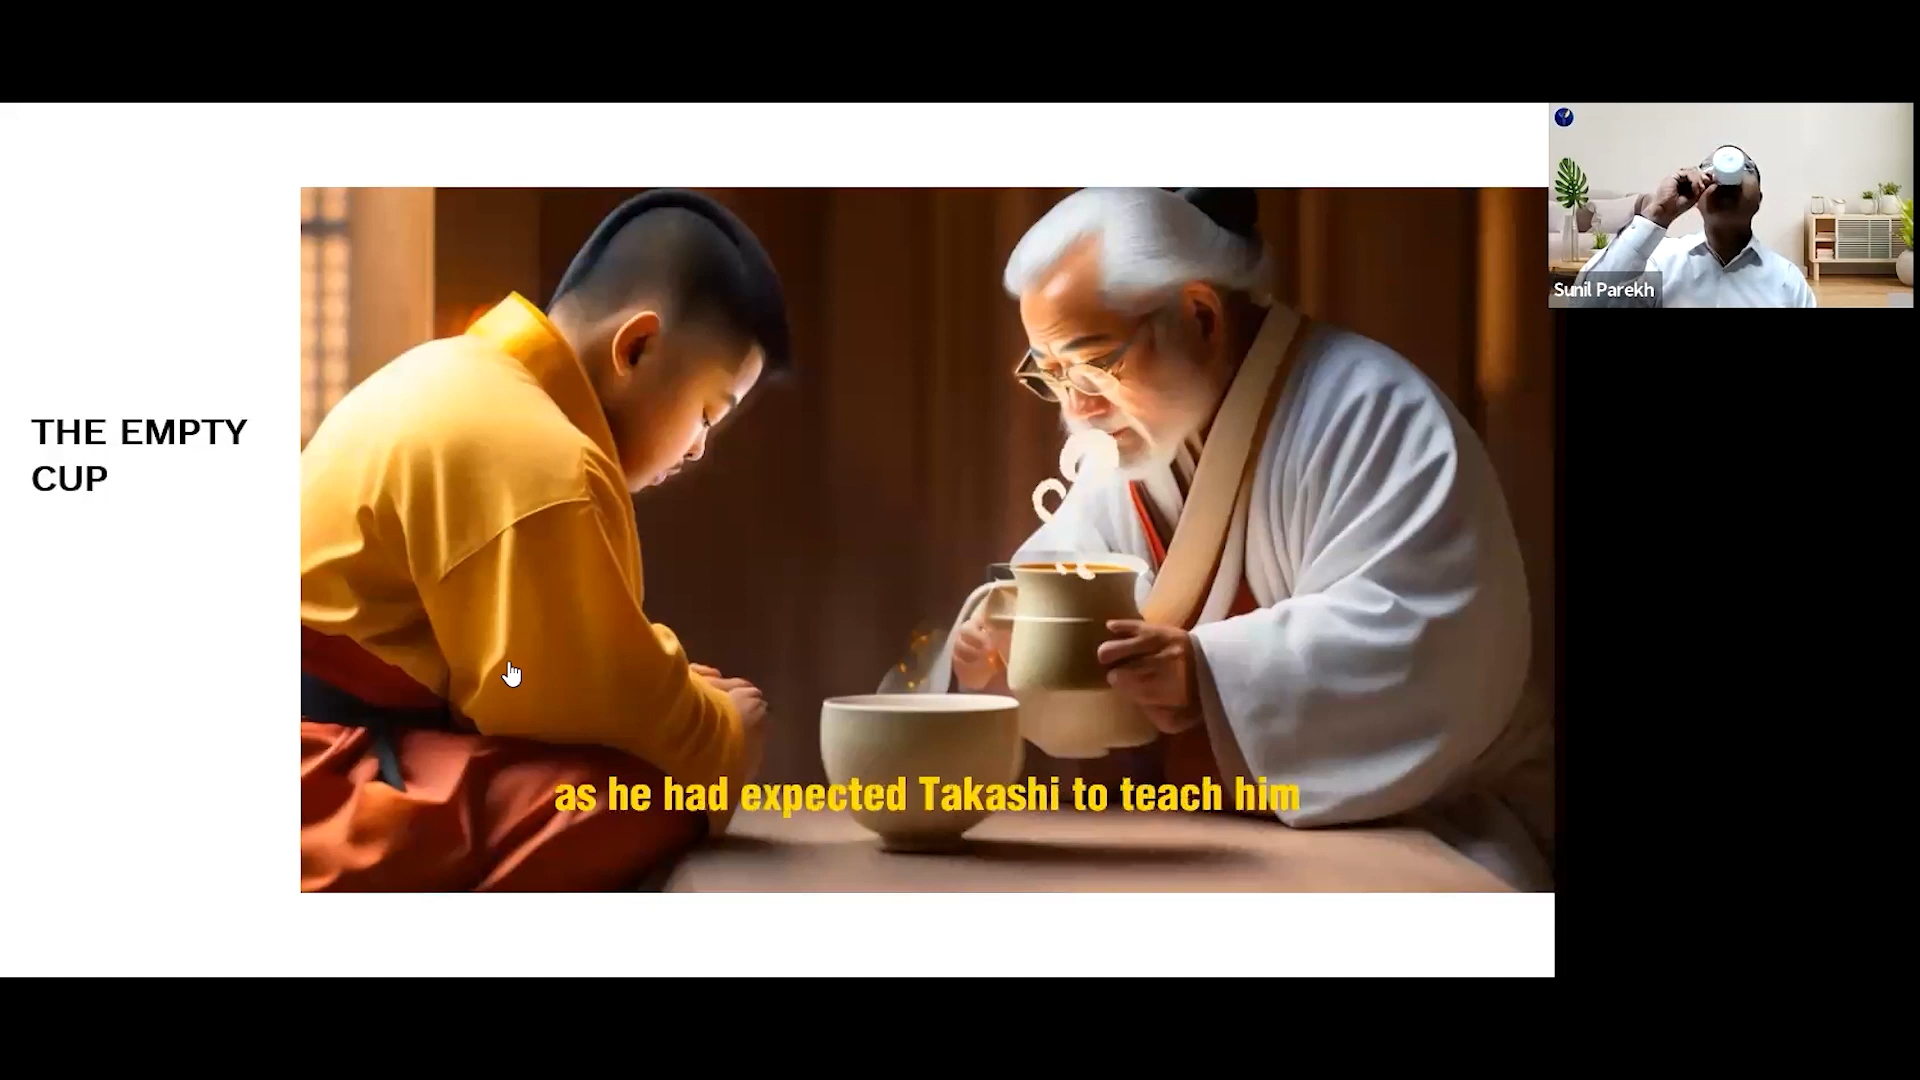 THE EMPTY
CUP
as he had expected Takashi to teach him
Sunil Parekh